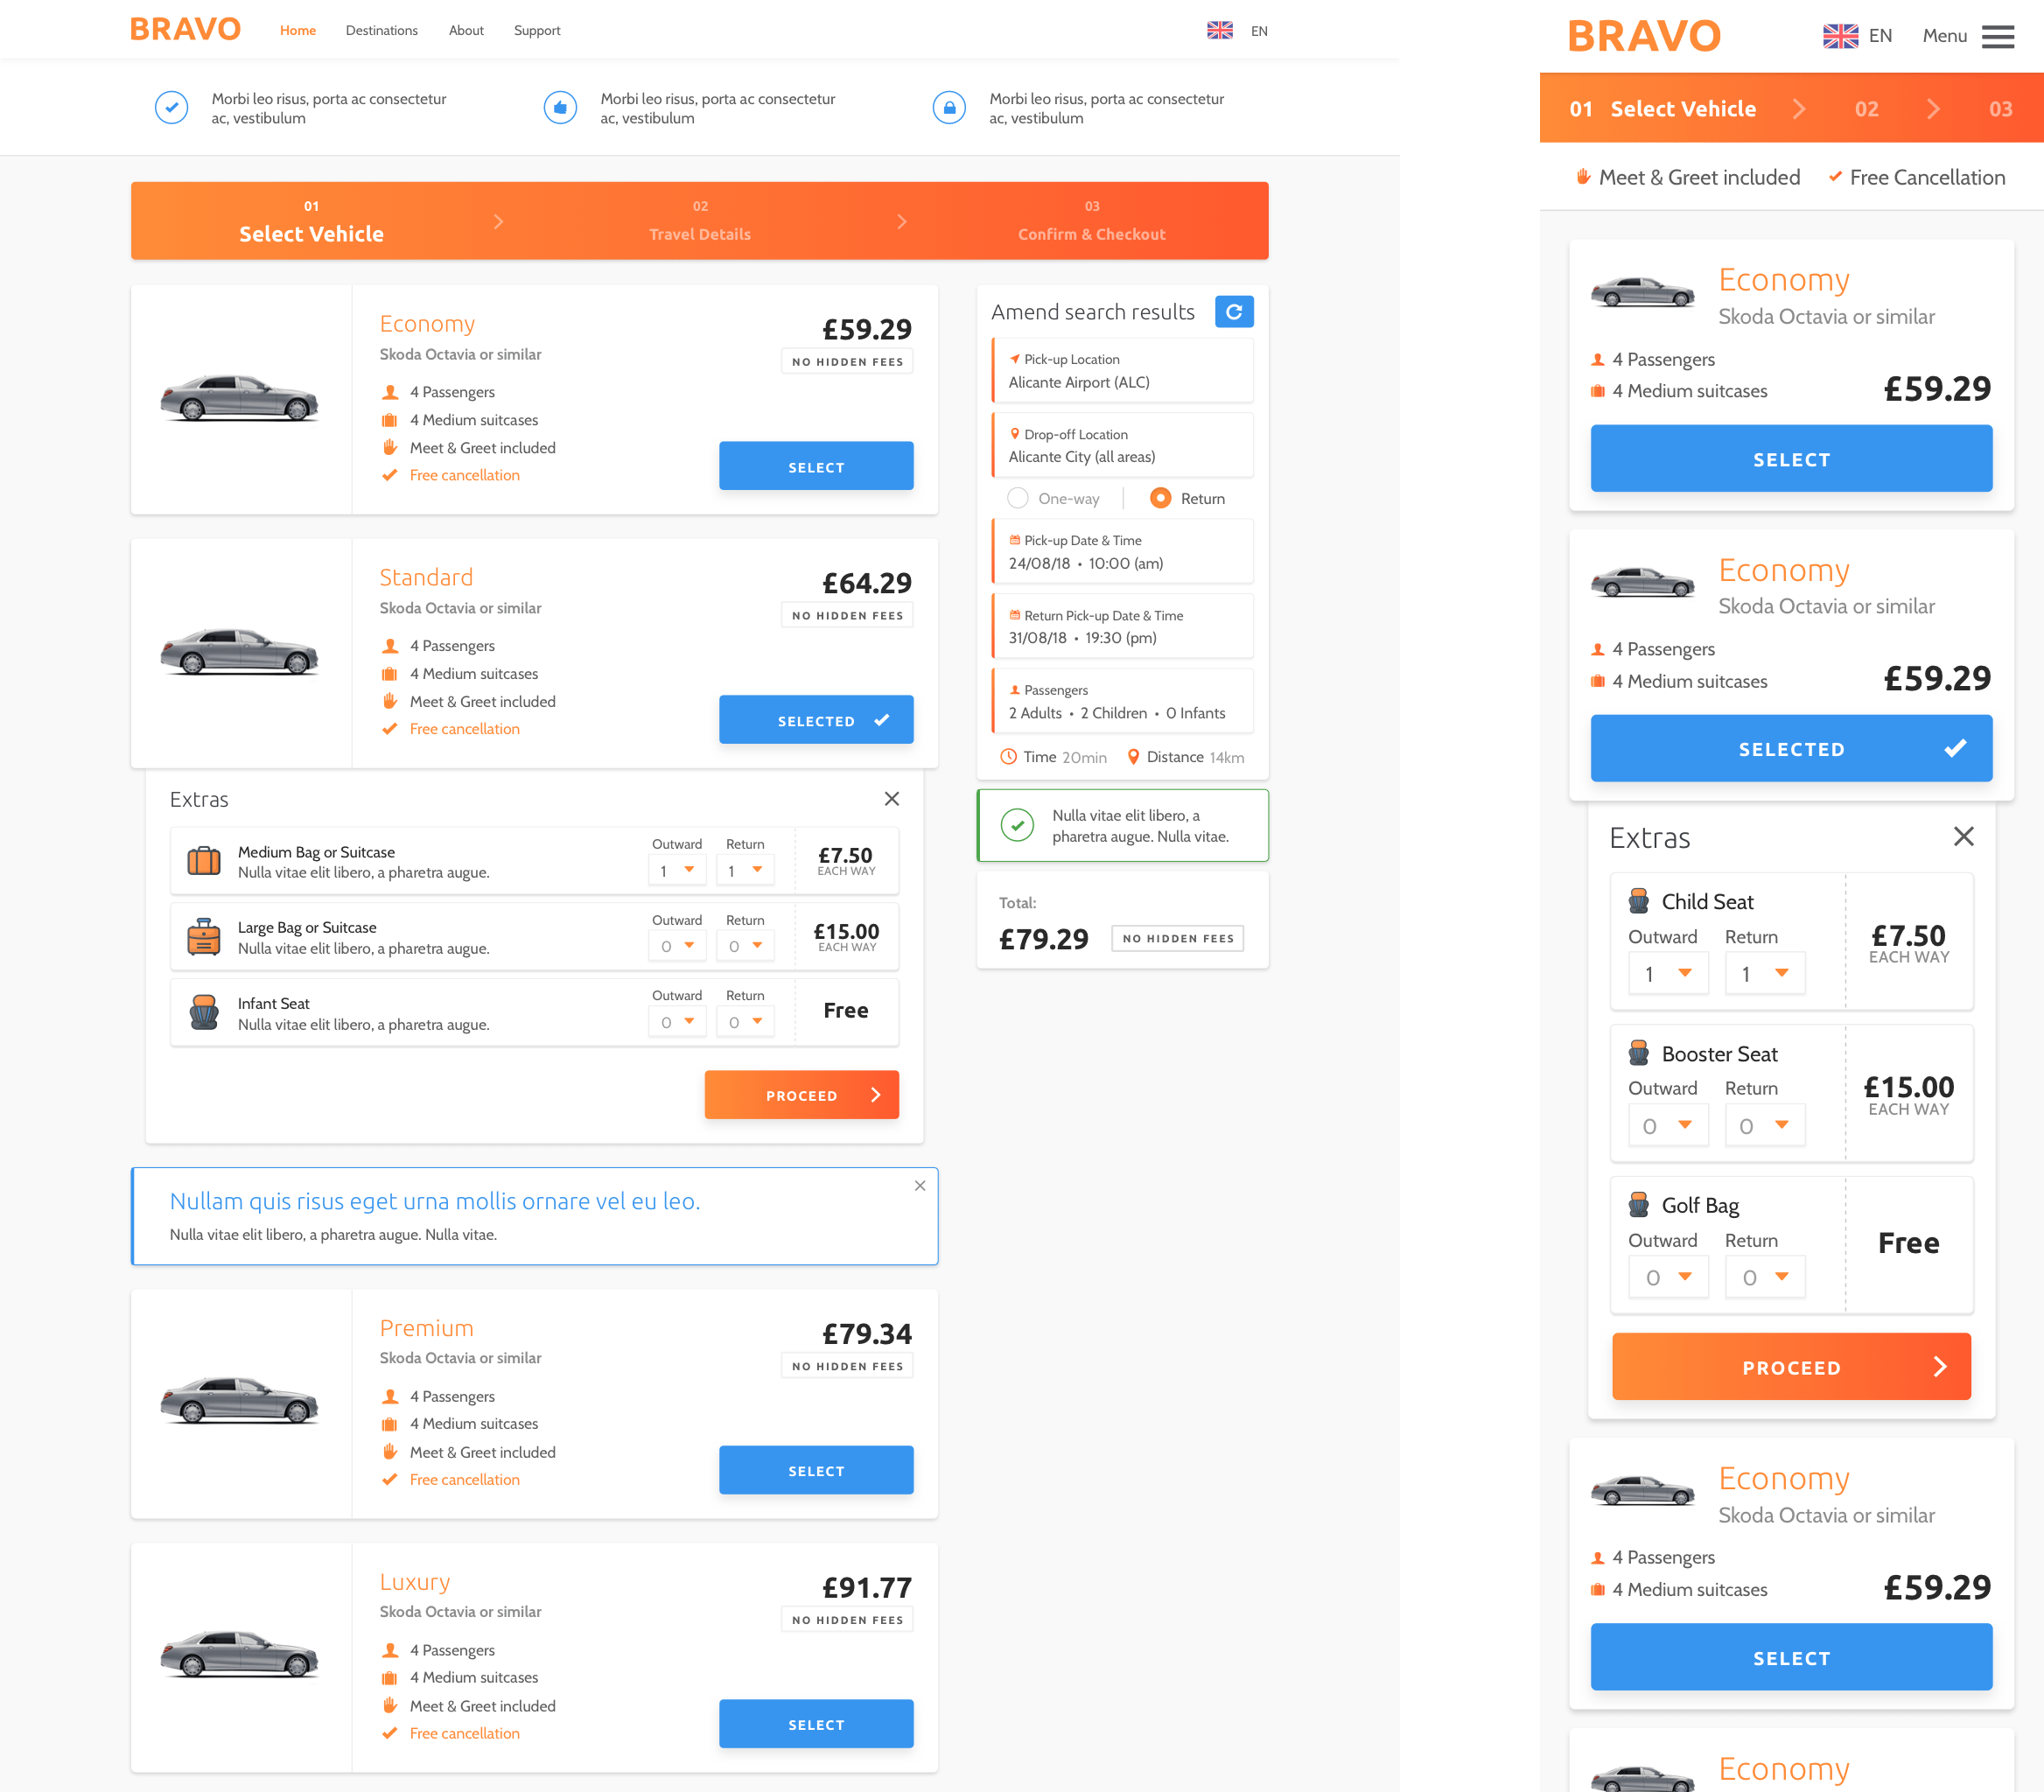 BRAVO
Home
Destinations
About
Support
EN
Morbi leo risus, porta ac consectetur
ac, vestibulum
Morbi leo risus, porta ac consectetur
ac, vestibulum
Morbi leo risus, porta ac consectetur
ac, vestibulum
01
Select Vehicle
02
Travel Details
03
Confirm & Checkout
Economy
Skoda Octavia or similar
4 Passengers
4 Medium suitcases
Meet & Greet included
Free cancellation
£59.29
NO HIDDEN FEES
SELECT
Standard
Skoda Octavia or similar
4 Passengers
4 Medium suitcases
Meet & Greet included
Free cancellation
£64.29
NO HIDDEN FEES
SELECTED
Extras
Medium Bag or Suitcase
Nulla vitae elit libero, a pharetra augue.
Outward
Return
1
1
£7.50
EACH WAY
Large Bag or Suitcase
Nulla vitae elit libero, a pharetra augue.
Outward
Return
0
0
£15.00
EACH WAY
Infant Seat
Nulla vitae elit libero, a pharetra augue.
Outward
Return
0
0
Free
PROCEED
Nullam quis risus eget urna mollis ornare vel eu leo.
Nulla vitae elit libero, a pharetra augue. Nulla vitae.
Premium
Skoda Octavia or similar
4 Passengers
4 Medium suitcases
Meet & Greet included
Free cancellation
£79.34
NO HIDDEN FEES
SELECT
Luxury
Skoda Octavia or similar
4 Passengers
4 Medium suitcases
Meet & Greet included
Free cancellation
£91.77
NO HIDDEN FEES
SELECT
Amend search results
Pick-up Location
Alicante Airport (ALC)
Drop-off Location
Alicante City (all areas)
One-way
Return
Pick-up Date & Time
24/08/18 • 10:00 (am)
Return Pick-up Date & Time
31/08/18 • 19:30 (pm)
Passengers
2 Adults • 2 Children • 0 Infants
Time 20min
Distance 14km
Nulla vitae elit libero, a
pharetra augue. Nulla vitae.
Total:
£79.29
NO HIDDEN FEES
BRAVO
EN
Menu
01 Select Vehicle
02
03
Meet & Greet included
Free Cancellation
Economy
Skoda Octavia or similar
4 Passengers
4 Medium suitcases
£59.29
SELECT
Economy
Skoda Octavia or similar
4 Passengers
4 Medium suitcases
£59.29
SELECTED
Extras
Child Seat
Outward
Return
1
1
£7.50
EACH WAY
Booster Seat
Outward
Return
0
0
£15.00
EACH WAY
Golf Bag
Outward
Return
0
0
Free
PROCEED
Economy
Skoda Octavia or similar
4 Passengers
4 Medium suitcases
£59.29
SELECT
Economy